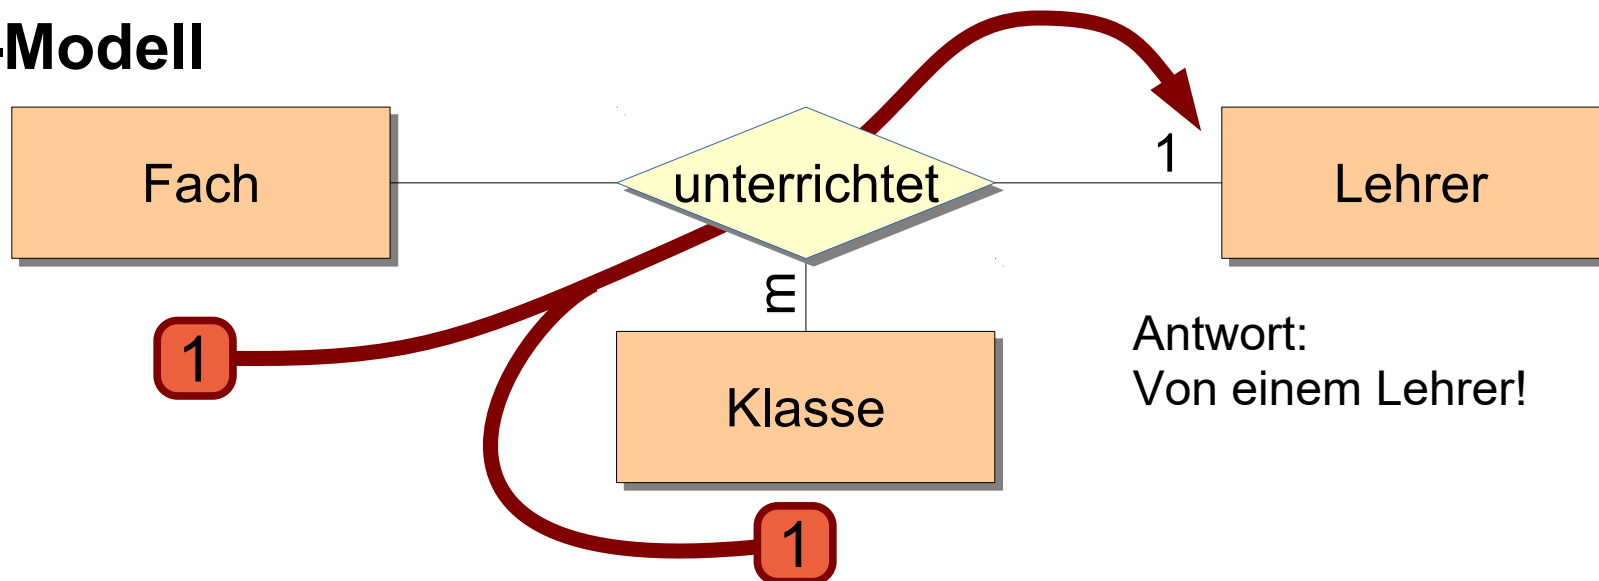 -Modell
Fach
unterrichtet
1
Lehrer
m
1
Klasse
Antwort:
Von einem Lehrer!
1